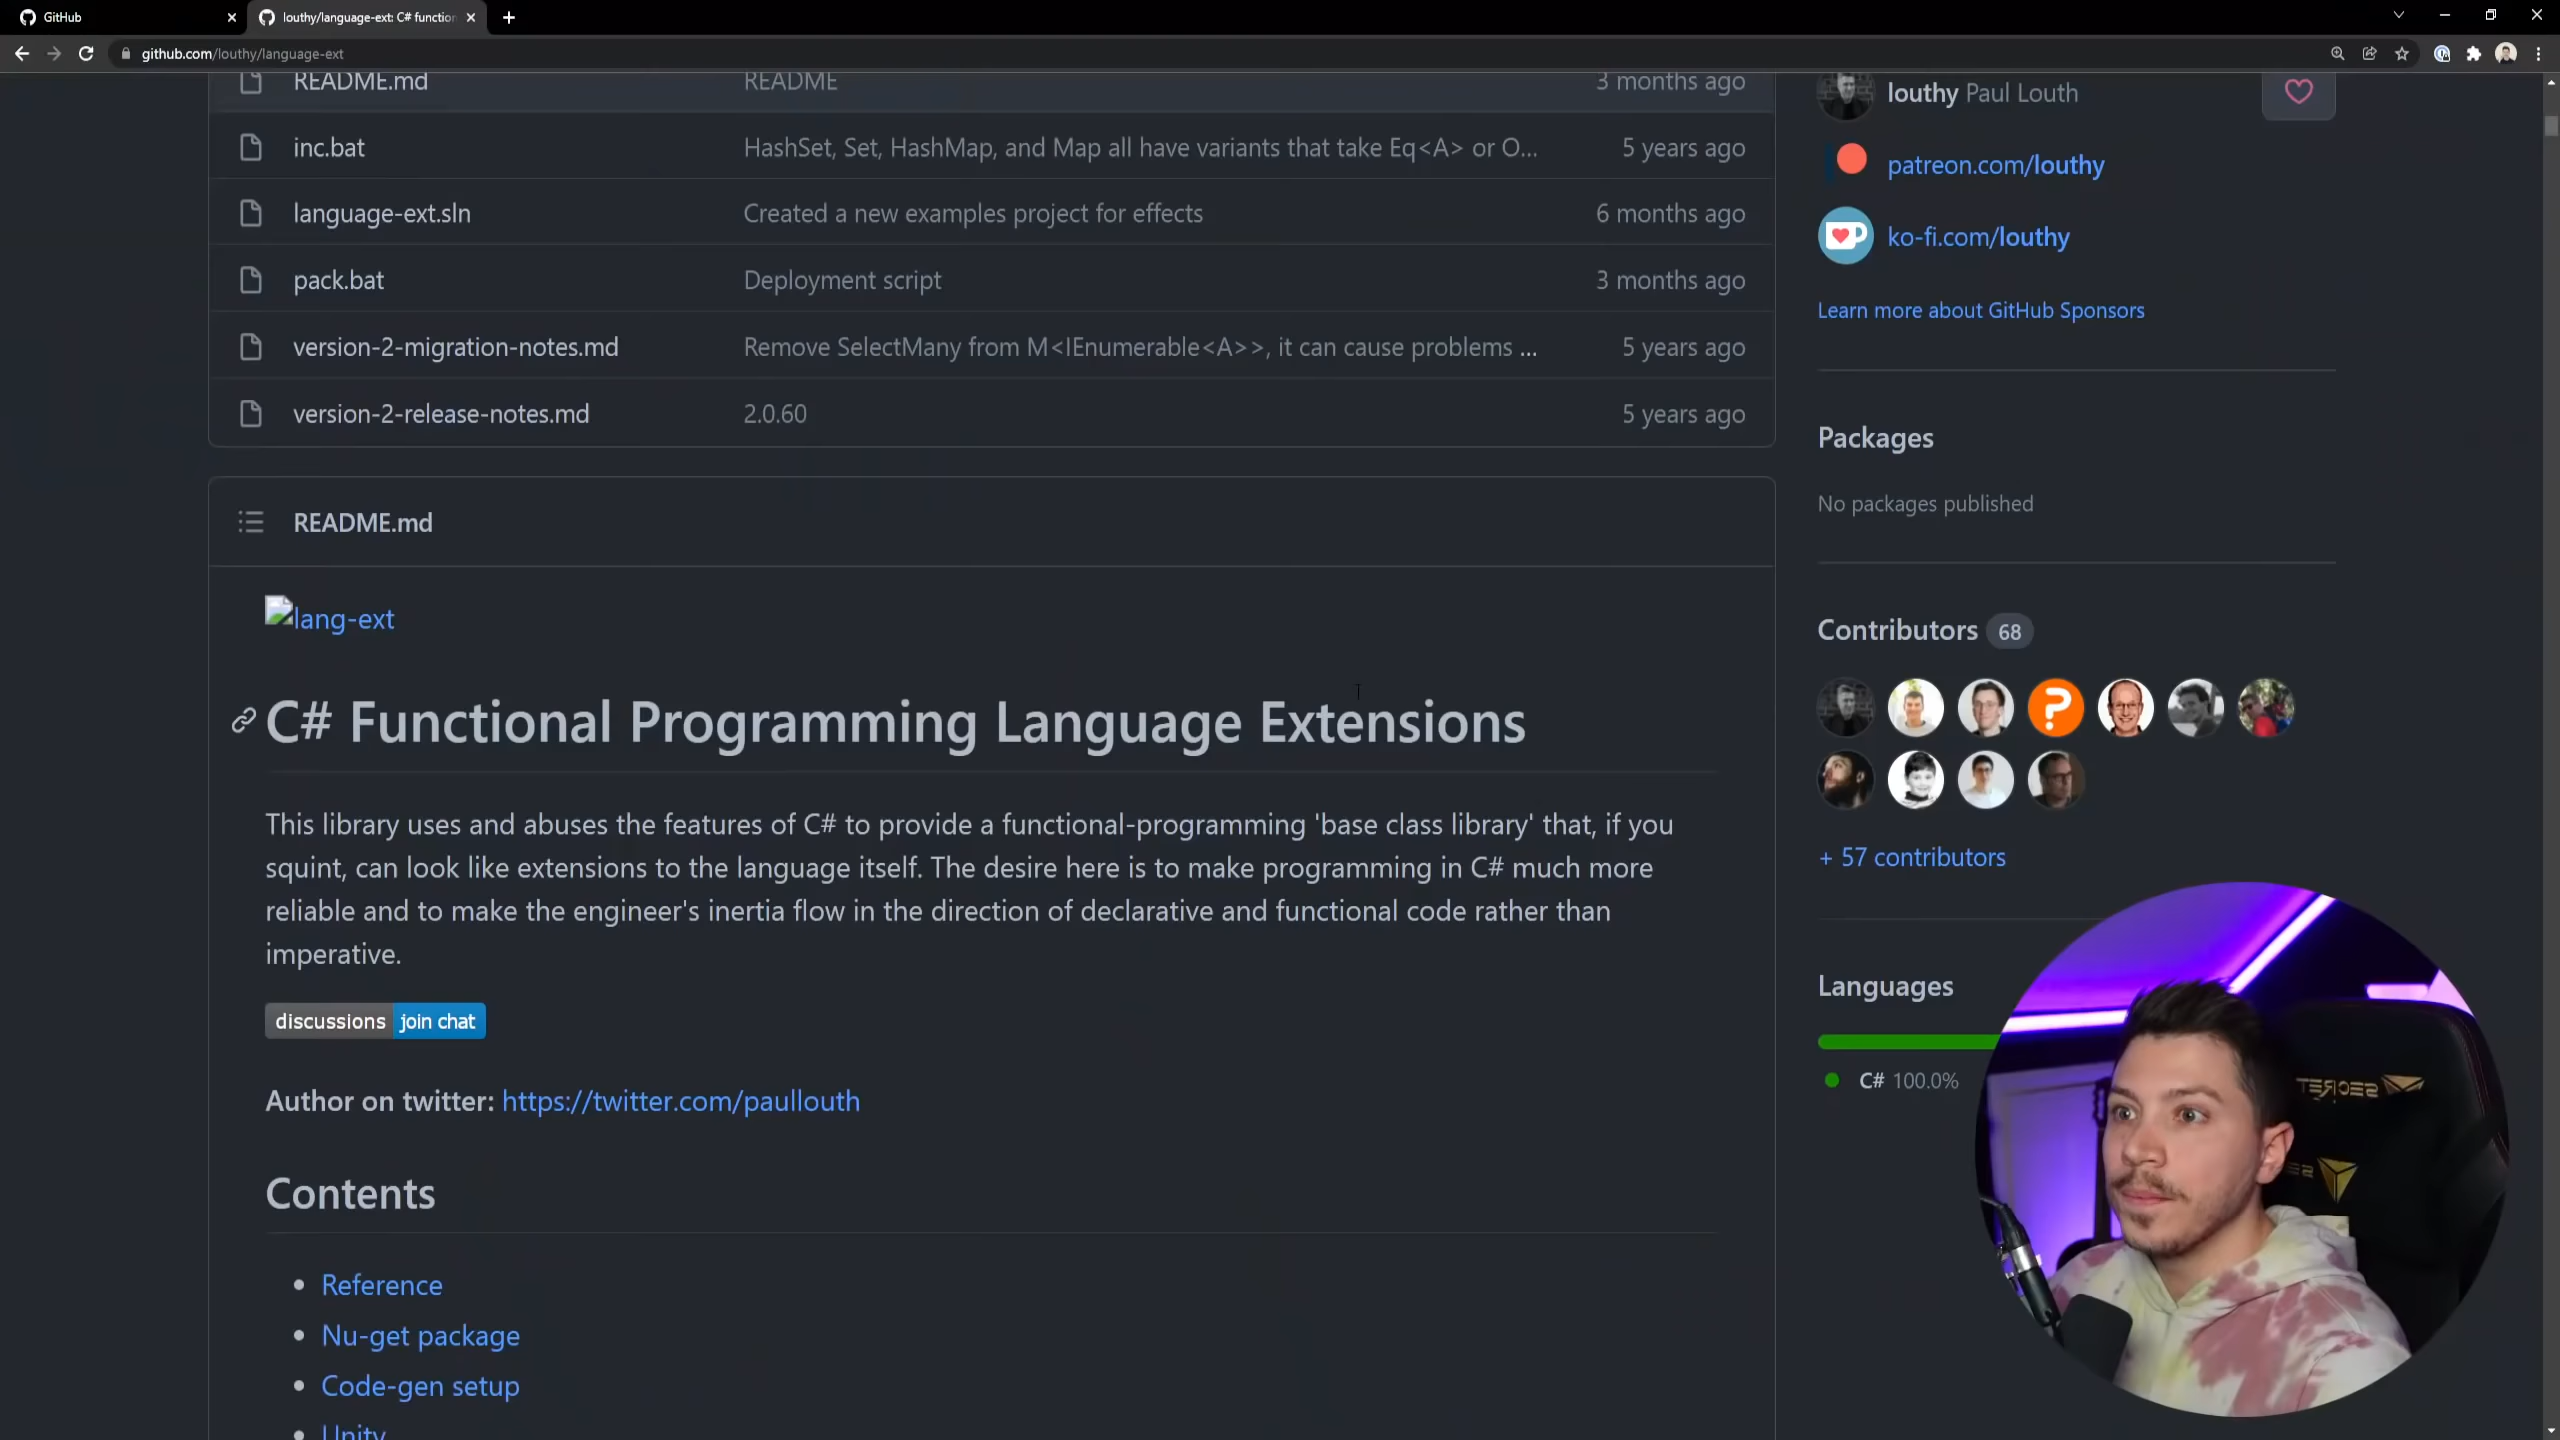 GitHub
louthy/language-ext: C# function
github.com/louthy/language-ext
README.md README 3 months ago
inc.bat HashSet, Set, HashMap, and Map all have variants that take Eq<A> or O... 5 years ago
language-ext.sln Created a new examples project for effects 6 months ago
pack.bat Deployment script 3 months ago
version-2-migration-notes.md Remove SelectMany from M<IEnumerable<A>>, it can cause problems ... 5 years ago
version-2-release-notes.md 2.0.60 5 years ago
README.md
lang-ext
C# Functional Programming Language Extensions
This library uses and abuses the features of C# to provide a functional-programming 'base class library' that, if you
squint, can look like extensions to the language itself. The desire here is to make programming in C# much more
reliable and to make the engineer's inertia flow in the direction of declarative and functional code rather than
imperative.
discussions join chat
Author on twitter: https://twitter.com/paullouth
Contents
Reference
Nu-get package
Code-gen setup
Unity
louthy Paul Louth
patreon.com/louthy
ko-fi.com/louthy
Learn more about GitHub Sponsors
Packages
No packages published
Contributors 68
+ 57 contributors
Languages
C# 100.0%
SECRET